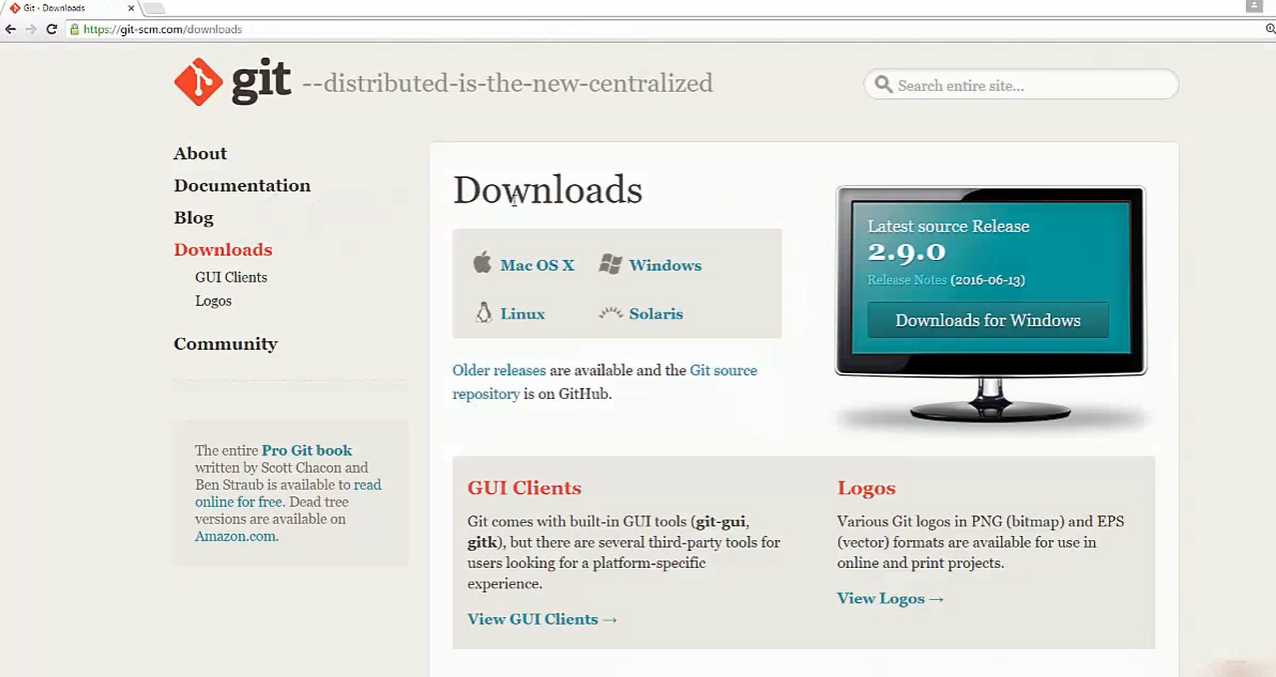 Git - Downloads
https://git-scm.com/downloads
git --distributed-is-the-new-centralized
Search entire site...
About
Documentation
Blog
Downloads
GUI Clients
Logos
Community
The entire Pro Git book
written by Scott Chacon and
Ben Straub is available to read
online for free. Dead tree
versions are available on
Amazon.com.
Downloads
Mac OS X
Windows
Linux
Solaris
Older releases are available and the Git source
repository is on GitHub.
Latest source Release
2.9.0
Release Notes (2016-06-13)
Downloads for Windows
GUI Clients
Git comes with built-in GUI tools (git-gui,
gitk), but there are several third-party tools for
users looking for a platform-specific
experience.
View GUI Clients →
Logos
Various Git logos in PNG (bitmap) and EPS
(vector) formats are available for use in
online and print projects.
View Logos →